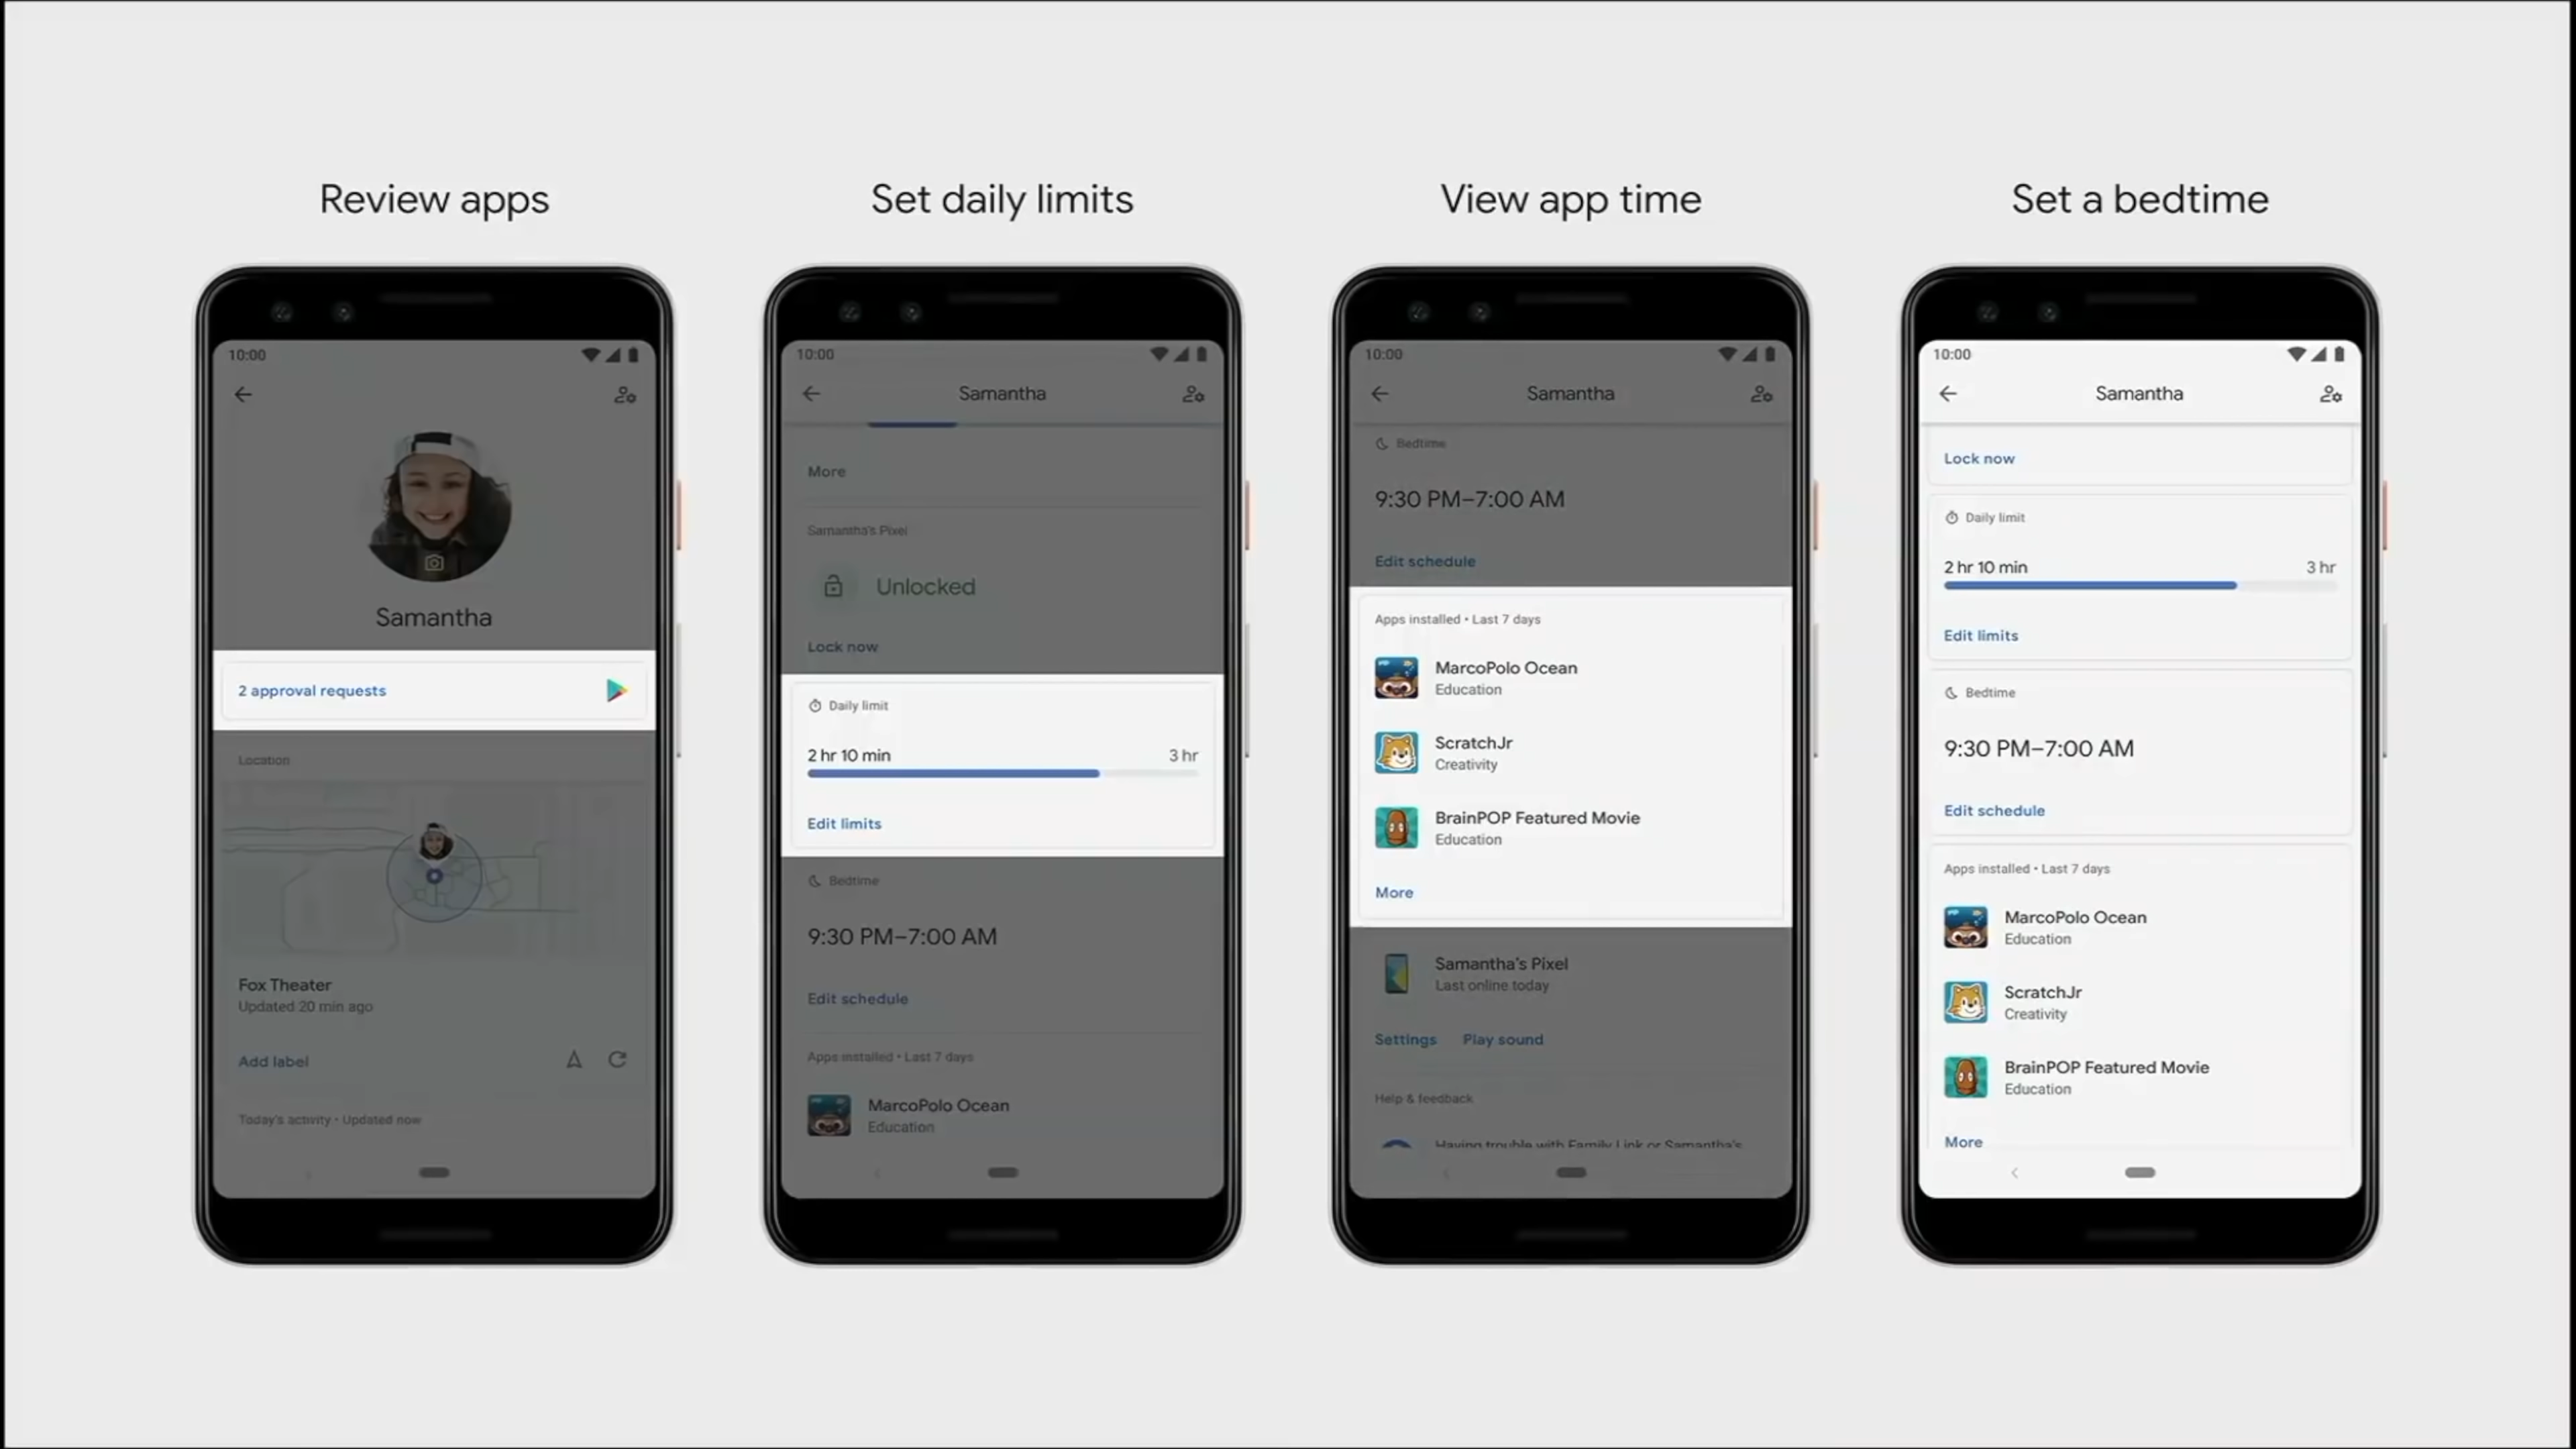 Review apps
10:00
Samantha
2 approval requests
Location
Fox Theater
Updated 20 min ago
Add label
Today's activity • Updated now
Set daily limits
10:00
Samantha
More
Samantha's Pixel
Unlocked
Lock now
Daily limit
2 hr 10 min 3 hr
Edit limits
Bedtime
9:30 PM–7:00 AM
Edit schedule
Apps installed • Last 7 days
MarcoPolo Ocean
Education
View app time
10:00
Samantha
Bedtime
9:30 PM–7:00 AM
Edit schedule
Apps installed • Last 7 days
MarcoPolo Ocean
Education
ScratchJr
Creativity
BrainPOP Featured Movie
Education
More
Samantha's Pixel
Last online today
Settings Play sound
Help & feedback
Having trouble with Family Link or Samantha's
Set a bedtime
10:00
Samantha
Lock now
Daily limit
2 hr 10 min 3 hr
Edit limits
Bedtime
9:30 PM–7:00 AM
Edit schedule
Apps installed • Last 7 days
MarcoPolo Ocean
Education
ScratchJr
Creativity
BrainPOP Featured Movie
Education
More